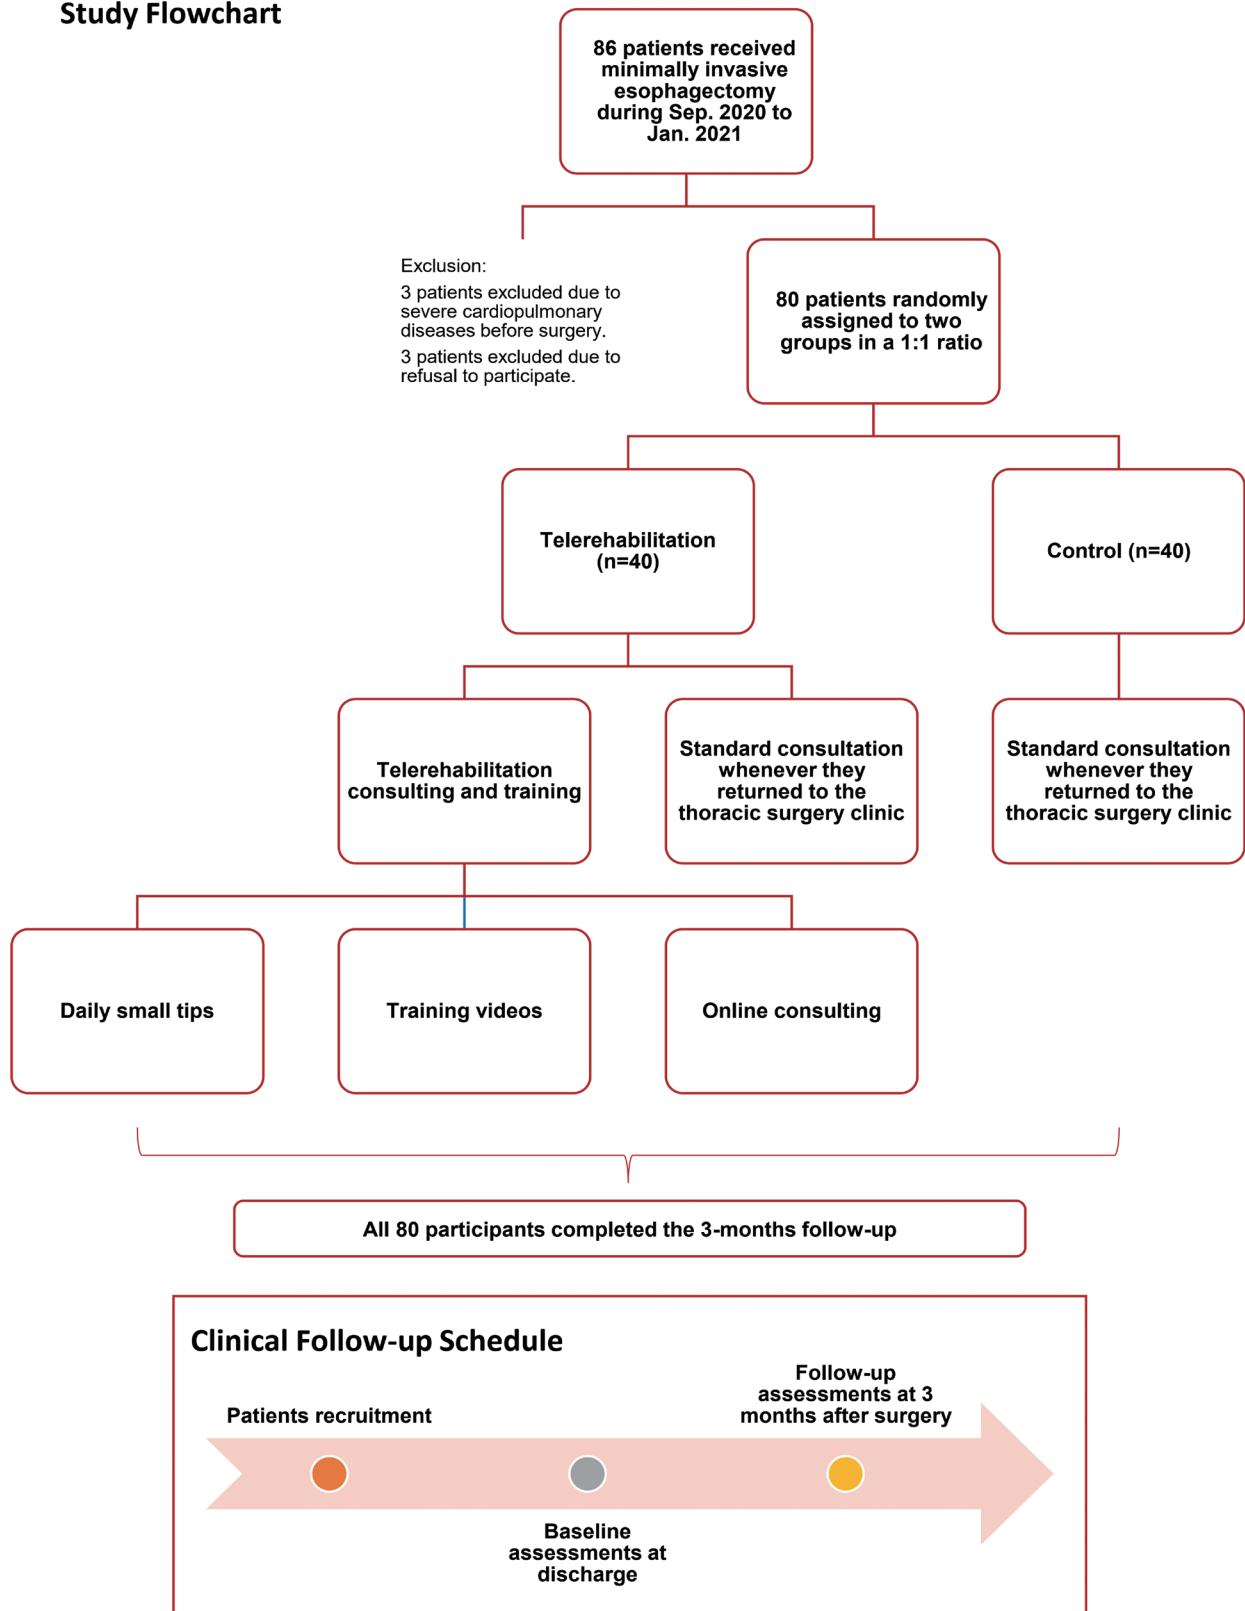 Study Flowchart
86 patients received
minimally invasive
esophagectomy
during Sep. 2020 to
Jan. 2021
Exclusion:
3 patients excluded due to
severe cardiopulmonary
diseases before surgery.
3 patients excluded due to
refusal to participate.
80 patients randomly
assigned to two
groups in a 1:1 ratio
Telerehabilitation
(n=40)
Control (n=40)
Telerehabilitation
consulting and training
Standard consultation
whenever they
returned to the
thoracic surgery clinic
Standard consultation
whenever they
returned to the
thoracic surgery clinic
Daily small tips
Training videos
Online consulting
All 80 participants completed the 3-months follow-up
Clinical Follow-up Schedule
Patients recruitment
Baseline
assessments at
discharge
Follow-up
assessments at 3
months after surgery